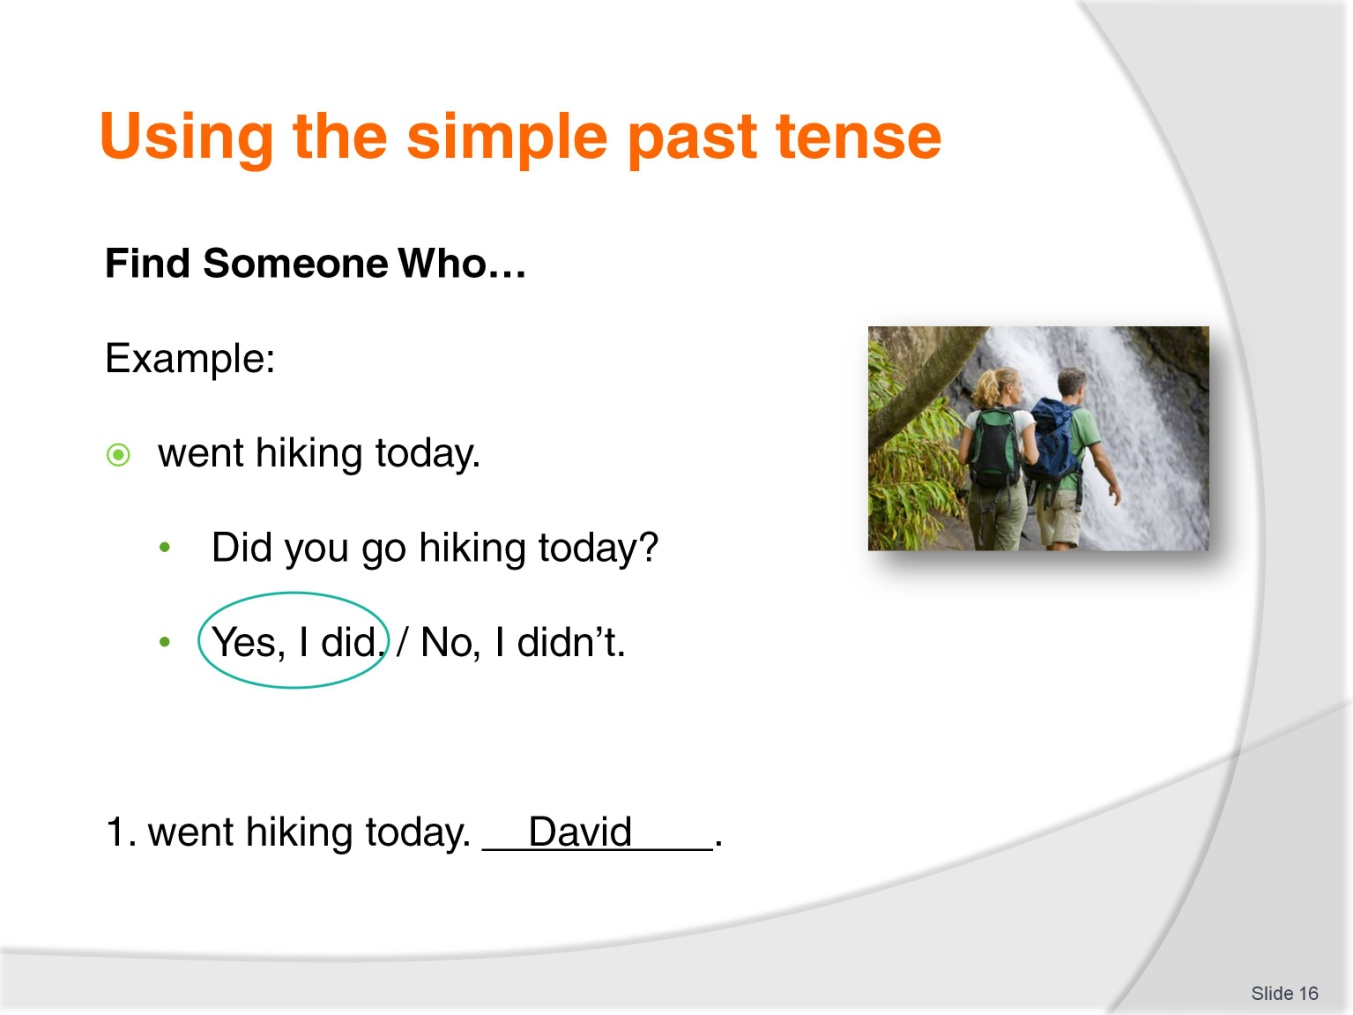 Using the simple past tense
Find Someone Who…
Example:
went hiking today.
• Did you go hiking today?
• Yes, I did. / No, I didn’t.
1. went hiking today. __David____.
Slide 16